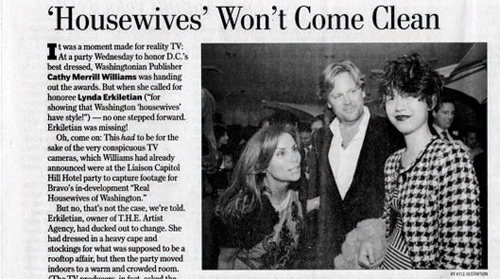 'Housewives' Won't Come Clean
It was a moment made for reality TV:
At a party Wednesday to honor D.C.'s
best dressed, Washingtonian Publisher
Cathy Merrill Williams was handing
out the awards. But when she called for
honoree Lynda Erkiletian ("for
showing that Washington 'housewives'
have style!") — no one stepped forward.
Erkiletian was missing!
Oh, come on: This had to be for the
sake of the very conspicuous TV
cameras, which Williams had already
announced were at the Liaison Capitol
Hill Hotel party to capture footage for
Bravo's in-development "Real
Housewives of Washington."
But no, that's not the case, we're told.
Erkiletian, owner of T.H.E. Artist
Agency, had ducked out to change. She
had dressed in a heavy cape and
stockings for what was supposed to be a
rooftop affair, but then the party moved
indoors to a warm and crowded room.
(The TV producers, in fact, asked the
BY KYLE GUSTAFSON